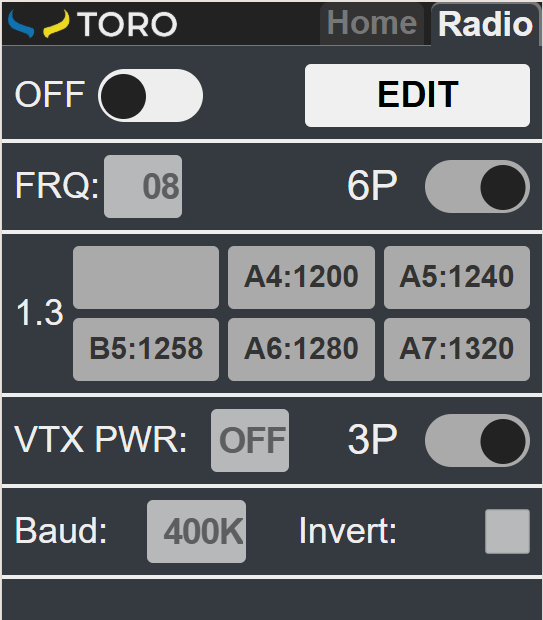 TORO Home Radio
OFF EDIT
FRQ: 08 6P
1.3
A4:1200 A5:1240
B5:1258 A6:1280 A7:1320
VTX PWR: OFF 3P
Baud: 400K Invert: